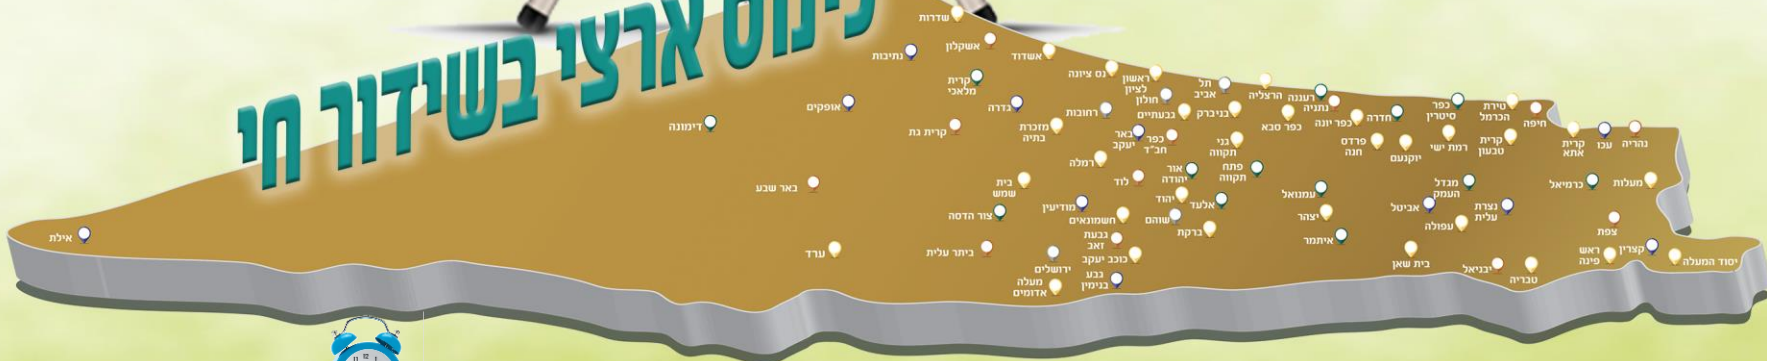 כינוס ארצי בשידור חי
שדרות
אשקלון
נתיבות
אשדוד
קרית
מלאכי
נס ציונה
ראשון
לציון
תל
אביב
הרצליה
רעננה
נתניה
חולון
גדרה
רחובות
גבעתיים
בניברק
כפר סבא
כפר יונה
חדרה
כפר
סיטרין
טירת
הכרמל
חיפה
אופקים
דימונה
קרית גת
מזכרת
בתיה
באר
יעקב
כפר
חב"ד
גני
תקווה
פרדס
חנה
יוקנעם
רמת ישי
קרית
טבעון
קרית
אתא
עכו
נהריה
רמלה
באר שבע
בית
שמש
לוד
אור
יהודה
פתח
תקווה
עמנואל
מגדל
העמק
כרמיאל
מעלות
צור הדסה
מודיעין
יהוד
אלעד
יצהר
אביטל
נצרת
עלית
חשמונאים
שוהם
ברקת
איתמר
עפולה
צפת
אילת
ערד
ביתר עלית
גבעת
זאב
כוכב יעקב
ירושלים
בית שאן
יבניאל
טבריה
ראש
פינה
קצרין
יסוד המעלה
מעלה
אדומים
גבע
בנימין